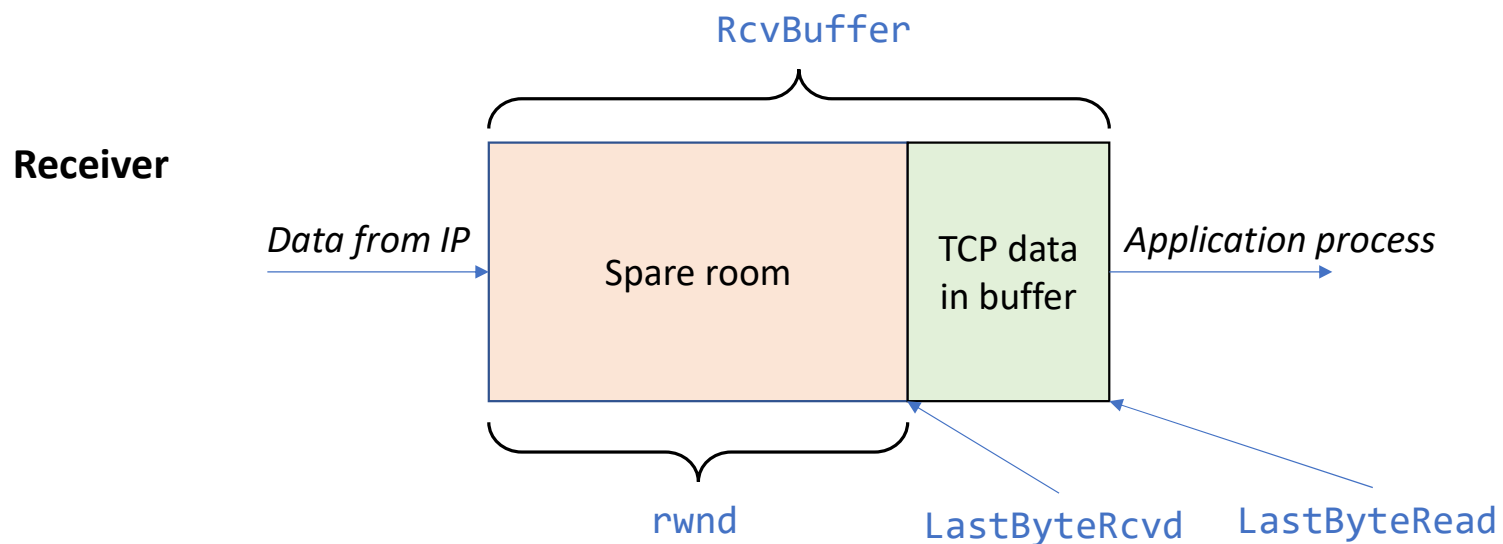 RcvBuffer
Receiver
Data from IP
Spare room
TCP data
in buffer
Application process
rwnd
LastByteRcvd
LastByteRead